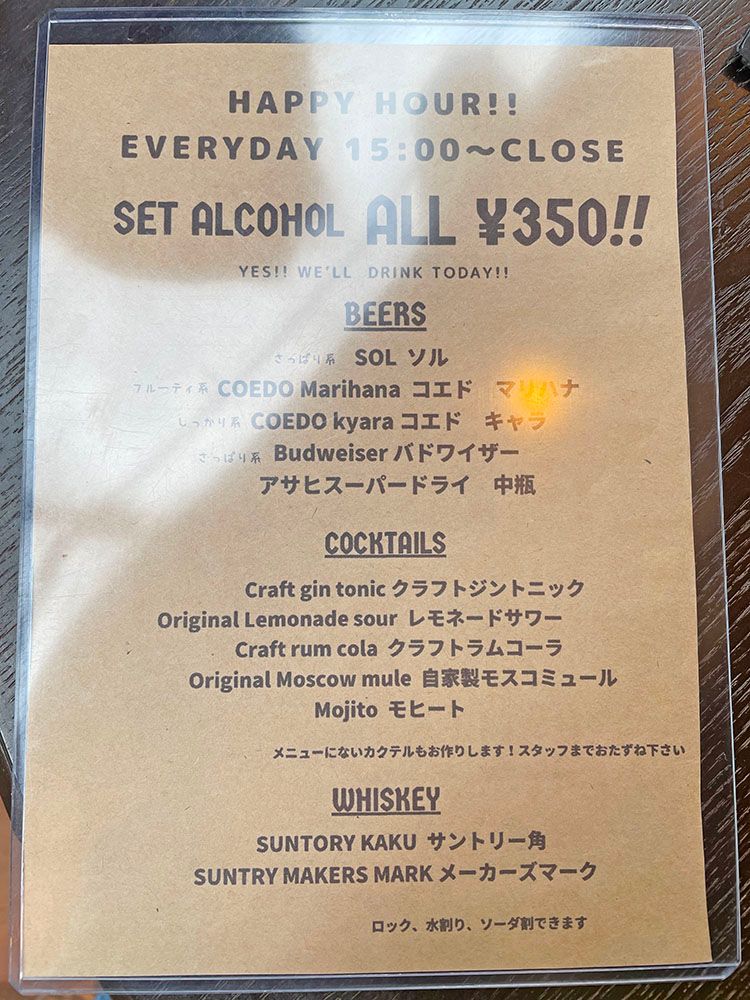 HAPPY HOUR!!
EVERYDAY 15:00～CLOSE
SET ALCOHOL ALL ¥350!!
YES!! WE'LL DRINK TODAY!!
BEERS
さっぱり系 SOL ソル
フルーティ系 COEDO Marihana コエド マリハナ
しっかり系 COEDO kyara コエド キャラ
さっぱり系 Budweiser バドワイザー
アサヒスーパードライ 中瓶
COCKTAILS
Craft gin tonic クラフトジントニック
Original Lemonade sour レモネードサワー
Craft rum cola クラフトラムコーラ
Original Moscow mule 自家製モスコミュール
Mojito モヒート
メニューにないカクテルもお作りします！スタッフまでおたずね下さい
WHISKEY
SUNTORY KAKU サントリー角
SUNTRY MAKERS MARK メーカーズマーク
ロック、水割り、ソーダ割できます